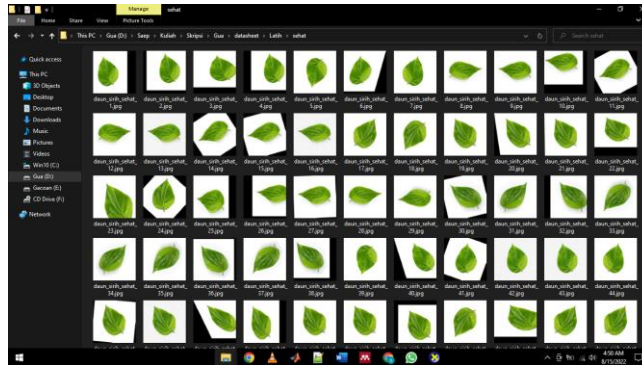 Manage
sehat
File
Home
Share
View
Picture Tools
This PC > Gua (D:) > Saep > Kuliah > Skripsi > Gua > datasheet > Latih > sehat
Search sehat
Quick access
This PC
3D Objects
Desktop
Documents
Downloads
Music
Pictures
Videos
Win10 (C:)
Gua (D:)
Gacoan (E:)
CD Drive (F:)
Network
daun_sirih_sehat_1.jpg
daun_sirih_sehat_2.jpg
daun_sirih_sehat_3.jpg
daun_sirih_sehat_4.jpg
daun_sirih_sehat_5.jpg
daun_sirih_sehat_6.jpg
daun_sirih_sehat_7.jpg
daun_sirih_sehat_8.jpg
daun_sirih_sehat_9.jpg
daun_sirih_sehat_10.jpg
daun_sirih_sehat_11.jpg
daun_sirih_sehat_12.jpg
daun_sirih_sehat_13.jpg
daun_sirih_sehat_14.jpg
daun_sirih_sehat_15.jpg
daun_sirih_sehat_16.jpg
daun_sirih_sehat_17.jpg
daun_sirih_sehat_18.jpg
daun_sirih_sehat_19.jpg
daun_sirih_sehat_20.jpg
daun_sirih_sehat_21.jpg
daun_sirih_sehat_22.jpg
daun_sirih_sehat_23.jpg
daun_sirih_sehat_24.jpg
daun_sirih_sehat_25.jpg
daun_sirih_sehat_26.jpg
daun_sirih_sehat_27.jpg
daun_sirih_sehat_28.jpg
daun_sirih_sehat_29.jpg
daun_sirih_sehat_30.jpg
daun_sirih_sehat_31.jpg
daun_sirih_sehat_32.jpg
daun_sirih_sehat_33.jpg
daun_sirih_sehat_34.jpg
daun_sirih_sehat_35.jpg
daun_sirih_sehat_36.jpg
daun_sirih_sehat_37.jpg
daun_sirih_sehat_38.jpg
daun_sirih_sehat_39.jpg
daun_sirih_sehat_40.jpg
daun_sirih_sehat_41.jpg
daun_sirih_sehat_42.jpg
daun_sirih_sehat_43.jpg
daun_sirih_sehat_44.jpg
4:50 AM
8/15/2022